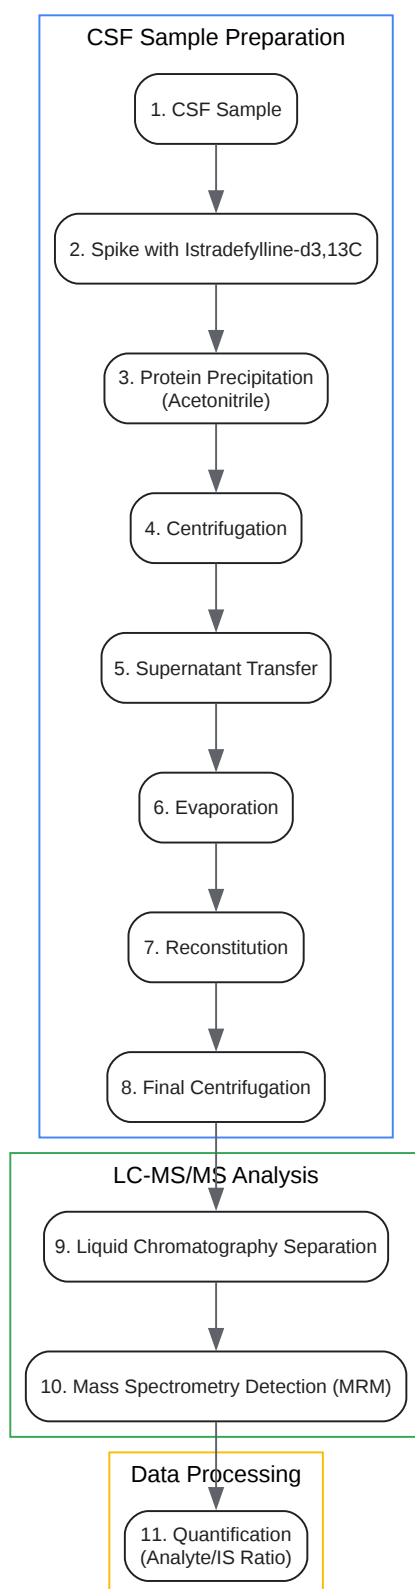 CSF Sample Preparation
1. CSF Sample
2. Spike with Istradefylline-d3,13C
3. Protein Precipitation
(Acetonitrile)
4. Centrifugation
5. Supernatant Transfer
6. Evaporation
7. Reconstitution
8. Final Centrifugation
LC-MS/MS Analysis
9. Liquid Chromatography Separation
10. Mass Spectrometry Detection (MRM)
Data Processing
11. Quantification
(Analyte/IS Ratio)